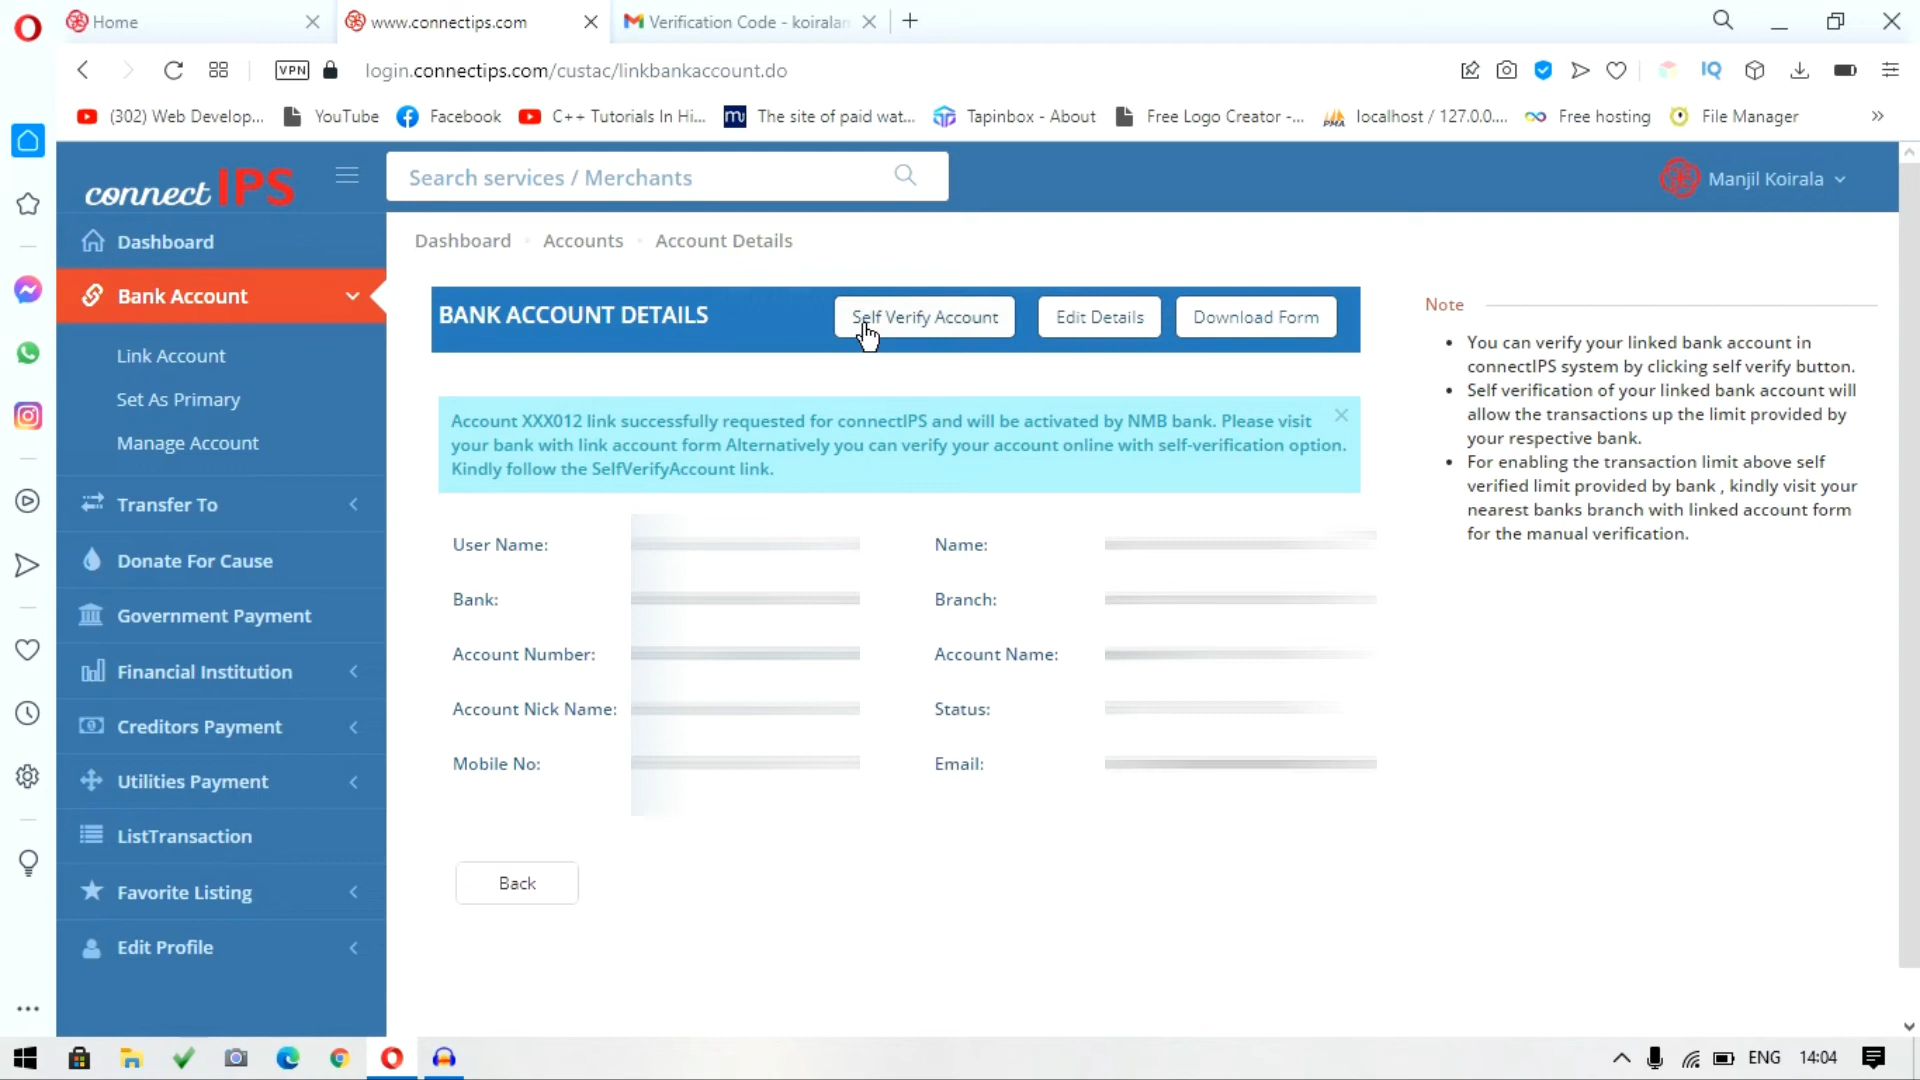 Home
www.connectips.com
Verification Code - koiralan
VPN
login.connectips.com/custac/linkbankaccount.do
IQ
(302) Web Develop...
YouTube
Facebook
C++ Tutorials In Hi...
The site of paid wat...
Tapinbox - About
Free Logo Creator -...
localhost / 127.0.0....
Free hosting
File Manager
connect IPS
Search services / Merchants
Manjil Koirala
Dashboard
Bank Account
Link Account
Set As Primary
Manage Account
Transfer To
Donate For Cause
Government Payment
Financial Institution
Creditors Payment
Utilities Payment
ListTransaction
Favorite Listing
Edit Profile
Dashboard
Accounts
Account Details
BANK ACCOUNT DETAILS
Self Verify Account
Edit Details
Download Form
Account XXX012 link successfully requested for connectIPS and will be activated by NMB bank. Please visit
your bank with link account form Alternatively you can verify your account online with self-verification option.
Kindly follow the SelfVerifyAccount link.
User Name:
Name:
Bank:
Branch:
Account Number:
Account Name:
Account Nick Name:
Status:
Mobile No:
Email:
Back
Note
You can verify your linked bank account in
connectIPS system by clicking self verify button.
Self verification of your linked bank account will
allow the transactions up the limit provided by
your respective bank.
For enabling the transaction limit above self
verified limit provided by bank , kindly visit your
nearest banks branch with linked account form
for the manual verification.
ENG
14:04